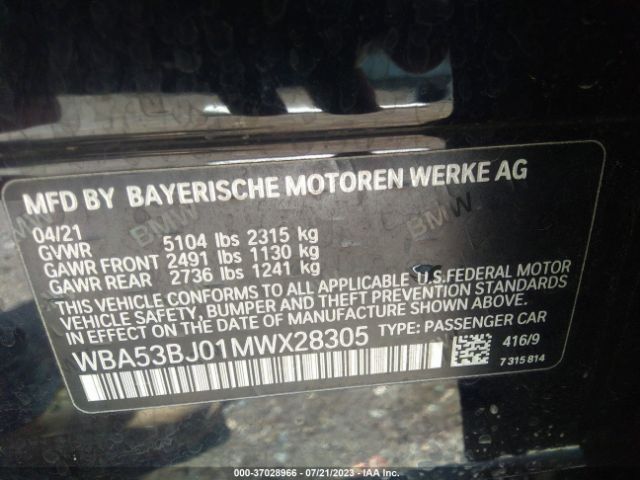 MFD BY BAYERISCHE MOTOREN WERKE AG
04/21
BMW BMW
GVWR 5104 lbs 2315 kg
GAWR FRONT 2491 lbs 1130 kg
GAWR REAR 2736 lbs 1241 kg
THIS VEHICLE CONFORMS TO ALL APPLICABLE U.S.FEDERAL MOTOR
VEHICLE SAFETY, BUMPER AND THEFT PREVENTION STANDARDS
IN EFFECT ON THE DATE OF MANUFACTURE SHOWN ABOVE.
WBA53BJ01MWX28305 TYPE: PASSENGER CAR
416/9
7 315 814
000-37028966 - 07/21/2023 - IAA Inc.